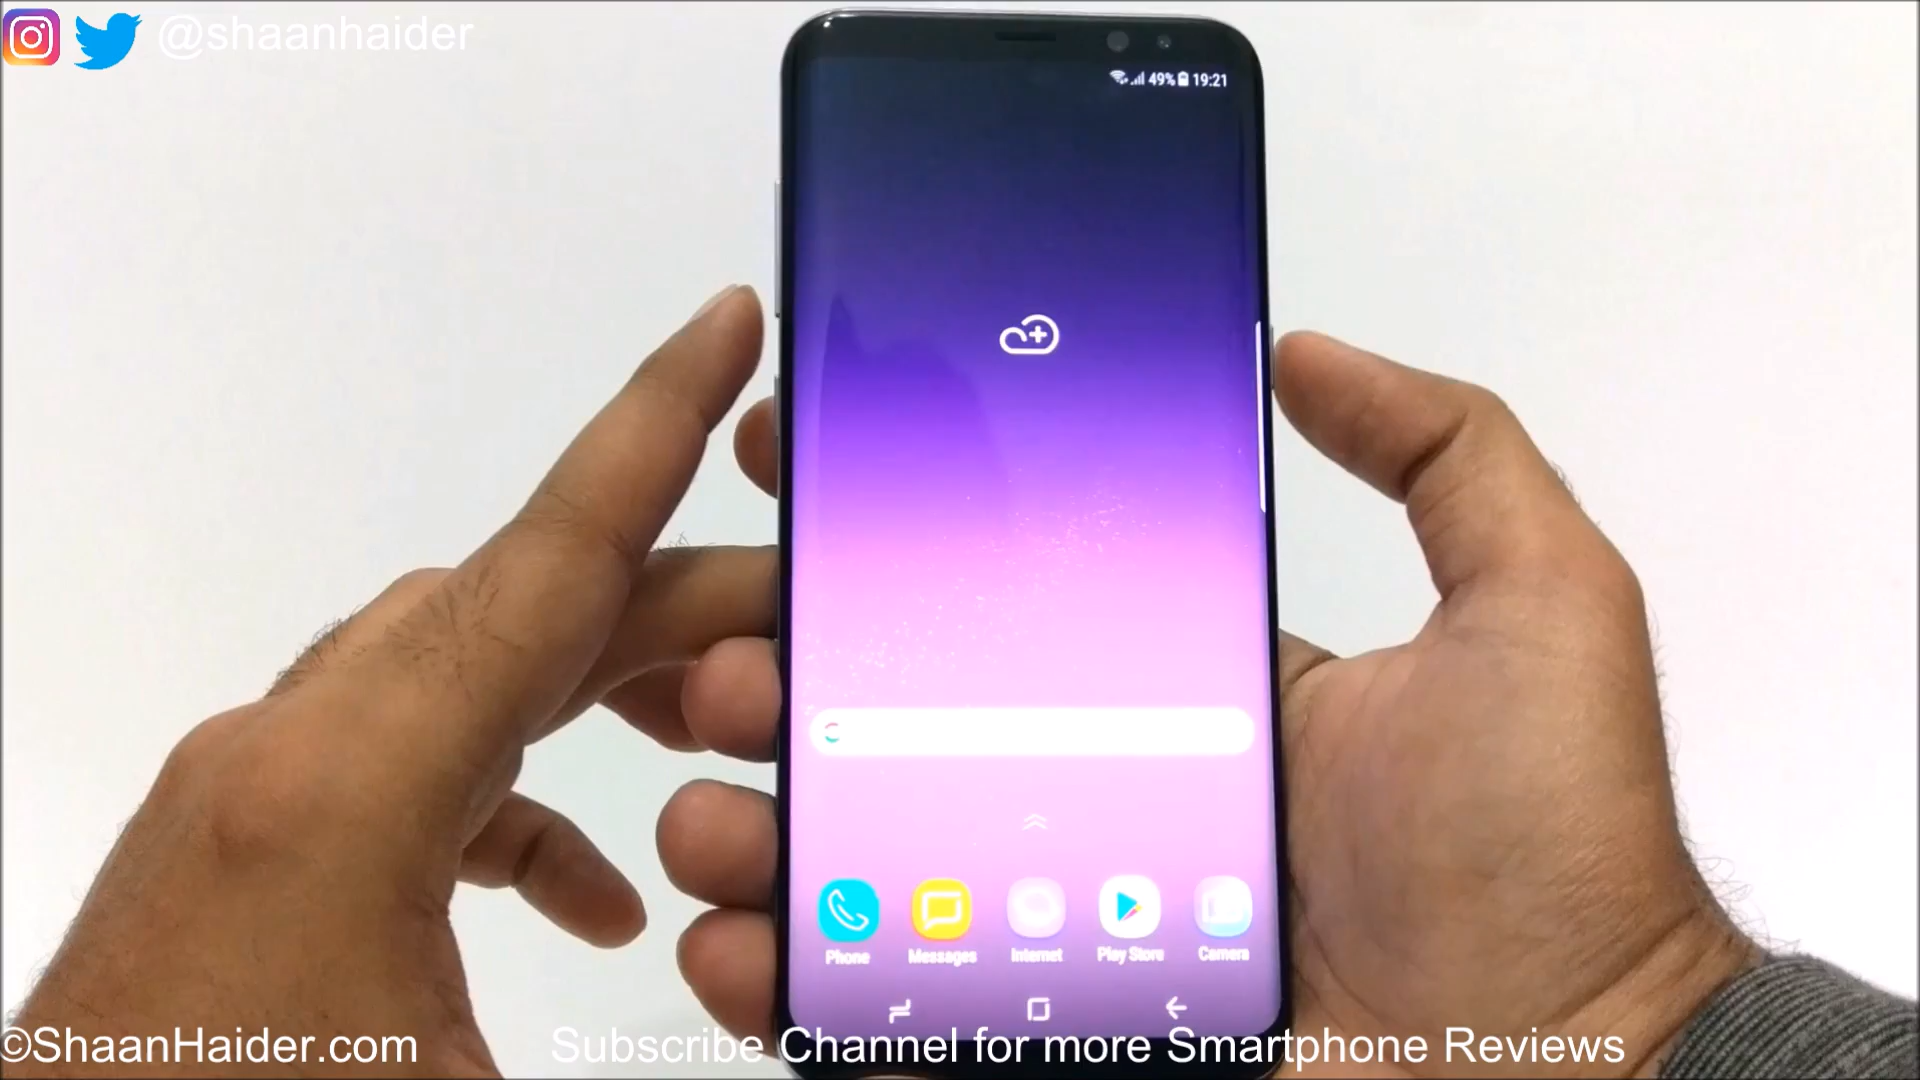 @shaanhaider
49% 19:21
Phone
Messages
Internet
Play Store
Camera
©ShaanHaider.com
Subscribe Channel for more Smartphone Reviews